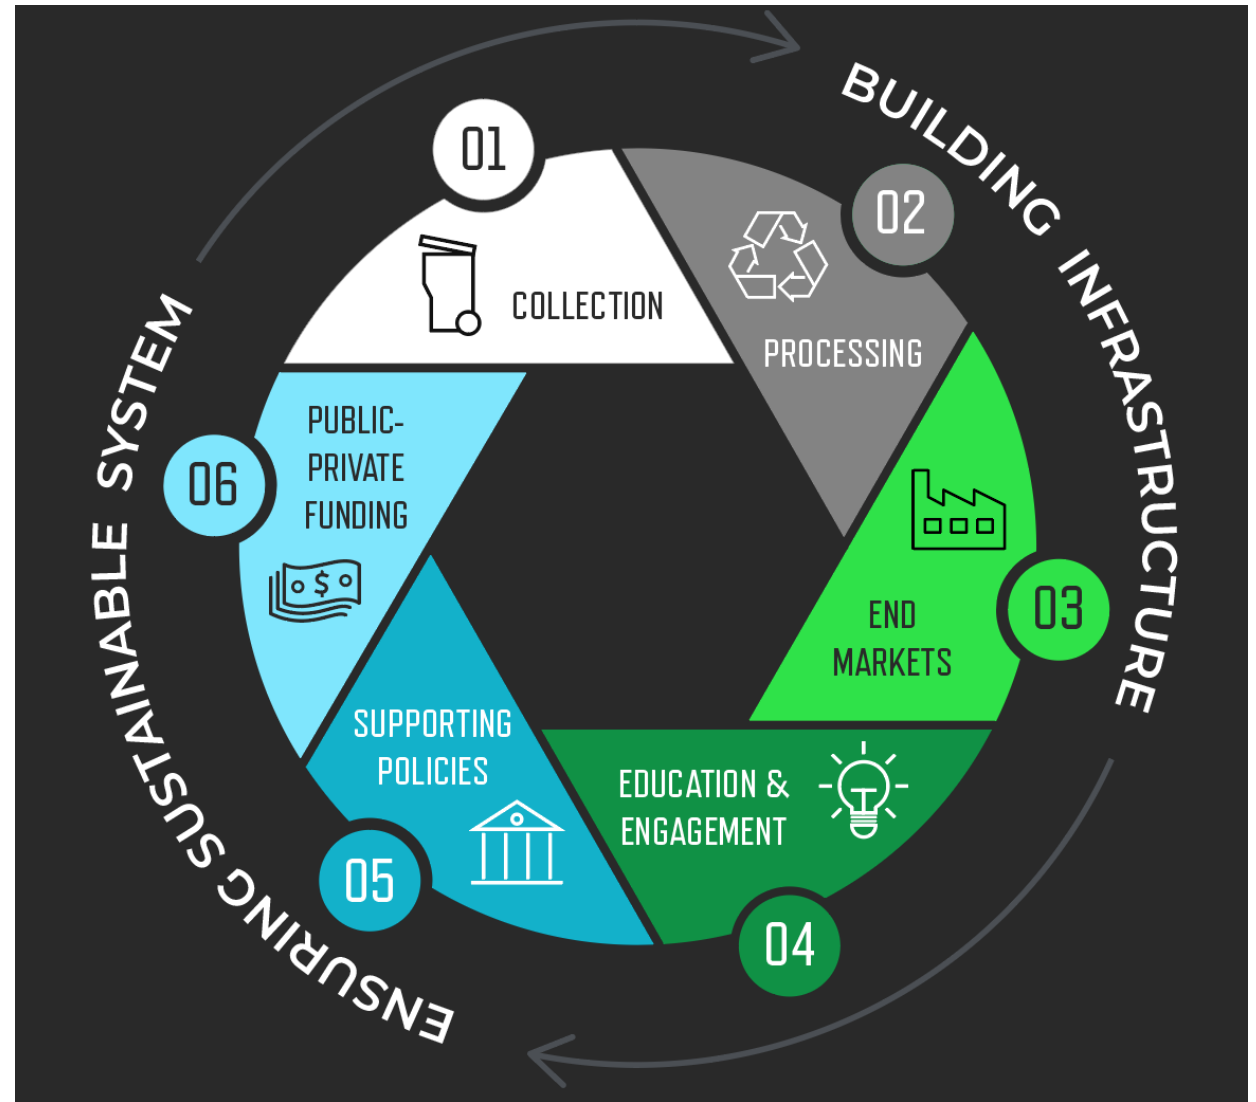 BUILDING INFRASTRUCTURE
01
COLLECTION
02
PROCESSING
03
END
MARKETS
04
EDUCATION &
ENGAGEMENT
05
SUPPORTING
POLICIES
06
PUBLIC-
PRIVATE
FUNDING
$
ENSURING SUSTAINABLE SYSTEM